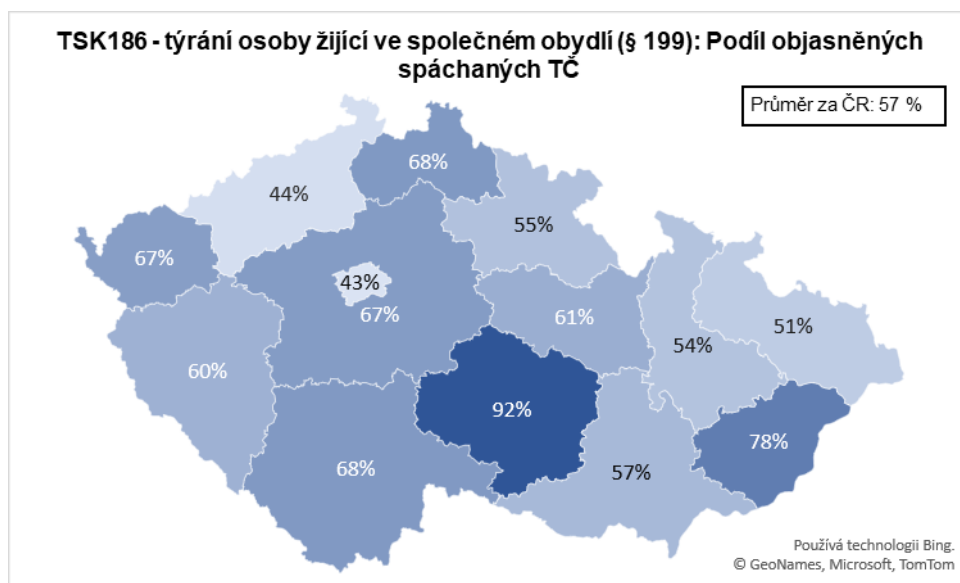 TSK186 - týrání osoby žijící ve společném obydlí (§ 199): Podíl objasněných
spáchaných TČ
Průměr za ČR: 57 %
68%
44%
55%
67%
43%
67%
61%
51%
54%
60%
92%
78%
68%
57%
Používá technologii Bing.
© GeoNames, Microsoft, TomTom